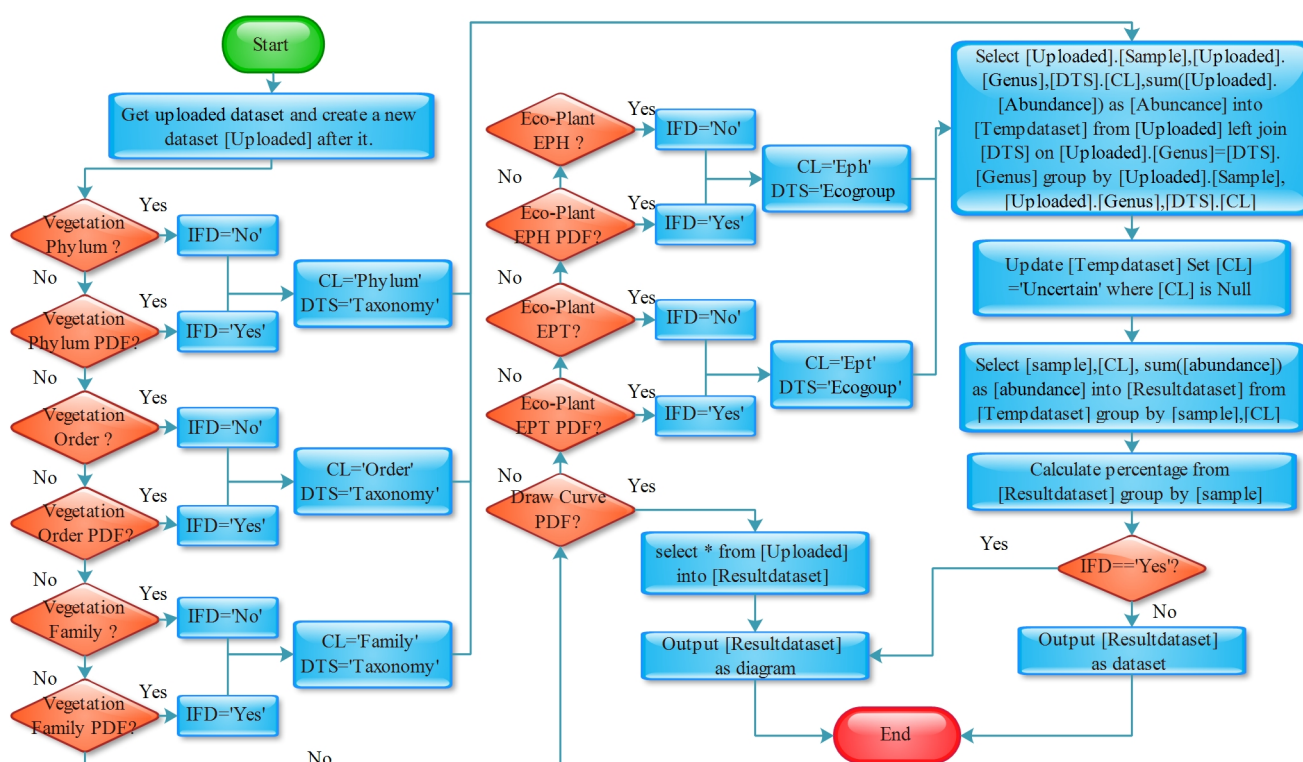 Start
Get uploaded dataset and create a new
dataset [Uploaded] after it.
Vegetation
Phylum ?
Yes
IFD='No'
No
Vegetation
Phylum PDF?
Yes
IFD='Yes'
CL='Phylum'
DTS='Taxonomy'
No
Vegetation
Order ?
Yes
IFD='No'
No
Vegetation
Order PDF?
Yes
IFD='Yes'
CL='Order'
DTS='Taxonomy'
No
Vegetation
Family ?
Yes
IFD='No'
No
Vegetation
Family PDF?
Yes
IFD='Yes'
CL='Family'
DTS='Taxonomy'
No
Eco-Plant
EPH ?
Yes
IFD='No'
No
Eco-Plant
EPH PDF?
Yes
IFD='Yes'
CL='Eph'
DTS='Ecogroup
No
Eco-Plant
EPT?
Yes
IFD='No'
No
Eco-Plant
EPT PDF?
Yes
IFD='Yes'
CL='Ept'
DTS='Ecogoup'
No
Draw Curve
PDF?
Yes
select * from [Uploaded]
into [Resultdataset]
Output [Resultdataset]
as diagram
Select [Uploaded].[Sample],[Uploaded].
[Genus],[DTS].[CL],sum([Uploaded].
[Abundance]) as [Abuncance] into
[Tempdataset] from [Uploaded] left join
[DTS] on [Uploaded].[Genus]=[DTS].
[Genus] group by [Uploaded].[Sample],
[Uploaded].[Genus],[DTS].[CL]
Update [Tempdataset] Set [CL]
='Uncertain' where [CL] is Null
Select [sample],[CL], sum([abundance])
as [abundance] into [Resultdataset] from
[Tempdataset] group by [sample],[CL]
Calculate percentage from
[Resultdataset] group by [sample]
Yes
IFD=='Yes'?
No
Output [Resultdataset]
as dataset
End